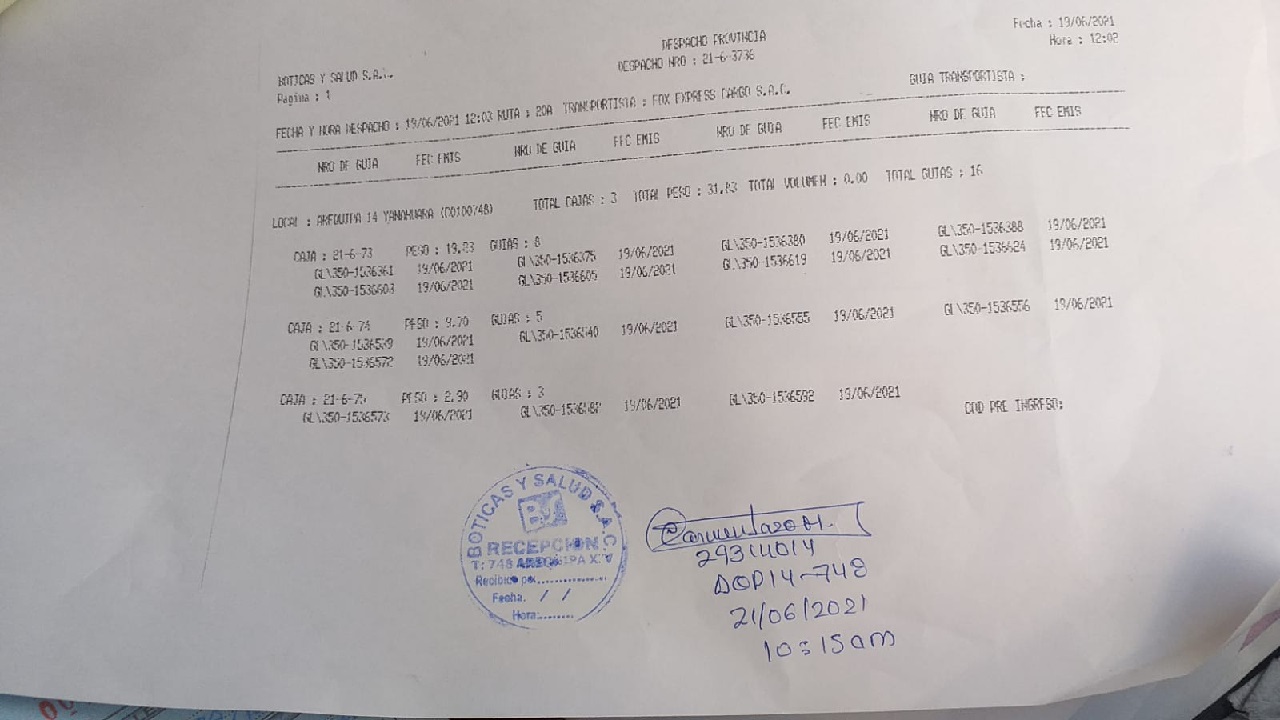 Fecha : 19/06/2021
Hora : 12:02
DESPACHO PROVINCIA
DESPACHO NRO : 21-6-3736
BOTICAS Y SALUD S.A.C.
Página : 1
FECHA Y HORA DESPACHO : 19/06/2021 12:03 RUTA : 20A TRANSPORTISTA : FOX EXPRESS CARGO S.A.C. GUIA TRANSPORTISTA :
NRO DE GUIA FEC EMIS NRO DE GUIA FEC EMIS NRO DE GUIA FEC EMIS NRO DE GUIA FEC EMIS
LOCAL : AREQUIPA 14 YANAHUARA TOTAL CAJAS : 3 TOTAL PESO : 31.83 TOTAL VOLUMEN : 0.00 TOTAL GUIAS : 16
CAJA : 21-6-73 PESO : 19.23 GUIAS : 8
GL\350-1536361 19/06/2021 GL\350-1536375 19/06/2021 GL\350-1536380 19/06/2021 GL\350-1536388 19/06/2021
GL\350-1536603 19/06/2021 GL\350-1536605 19/06/2021 GL\350-1536619 19/06/2021 GL\350-1536624 19/06/2021
CAJA : 21-6-74 PESO : 9.70 GUIAS : 5
19/06/2021 GL\350-1536540 19/06/2021 GL\350-1536555 19/06/2021 GL\350-1536556 19/06/2021
GL\350-1536572 19/06/2021
CAJA : 21-6-75 PESO : 2.90 GUIAS : 3
GL\350-1536573 19/06/2021 19/06/2021 GL\350-1536592 19/06/2021
COD PRE INGRESO:
BOTICAS Y SALUD S.A.C.
BS
RECEPCION
T: 748 AREQUIPA XIV
Recibido por:
Fecha: / /
Hora:
29314014
AQP14-748
21/06/2021
10:15am